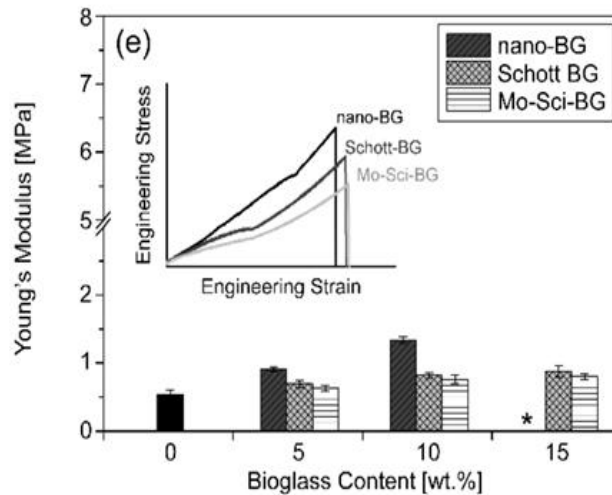 (e)
nano-BG
Schott BG
Mo-Sci-BG
Young's Modulus [MPa]
8
7
6
5
2
1
0
Engineering Stress
nano-BG
Schott-BG
Mo-Sci-BG
Engineering Strain
*
0 5 10 15
Bioglass Content [wt.%]